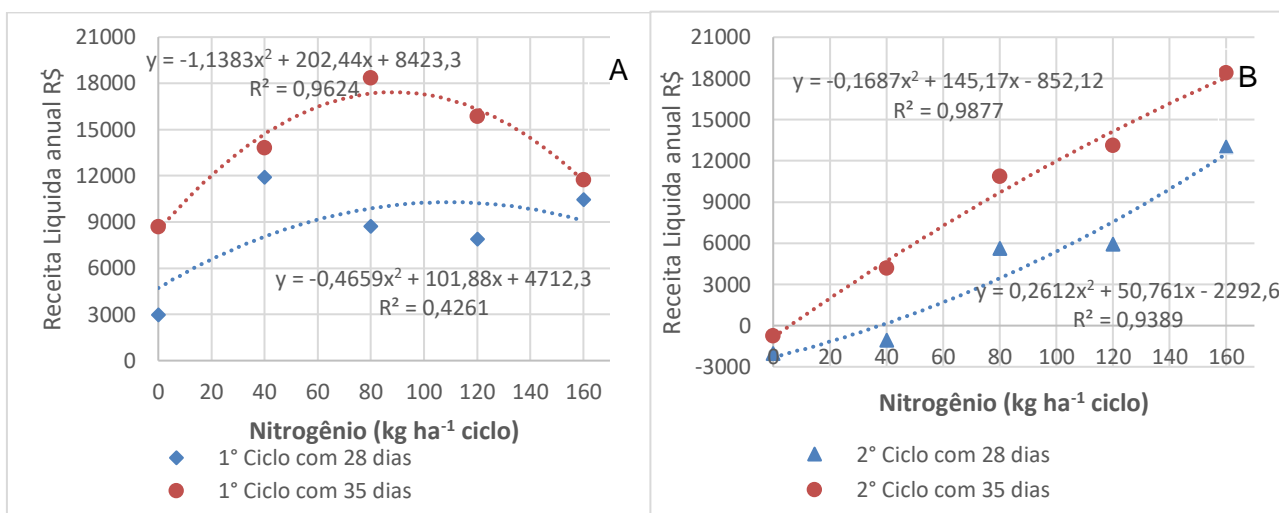 21000
18000
15000
12000
9000
6000
3000
0
Receita Liquida anual R$
y = -1,1383x² + 202,44x + 8423,3
R² = 0,9624
A
y = -0,4659x² + 101,88x + 4712,3
R² = 0,4261
0 20 40 60 80 100 120 140 160
Nitrogênio (kg ha⁻¹ ciclo)
1° Ciclo com 28 dias
1° Ciclo com 35 dias
21000
18000
15000
12000
9000
6000
3000
0
-3000
Receita Liquida anual R$
y = -0,1687x² + 145,17x - 852,12
R² = 0,9877
B
y = 0,2612x² + 50,761x - 2292,6
R² = 0,9389
0 20 40 60 80 100 120 140 160
Nitrogênio (kg ha⁻¹ ciclo)
2° Ciclo com 28 dias
2° Ciclo com 35 dias